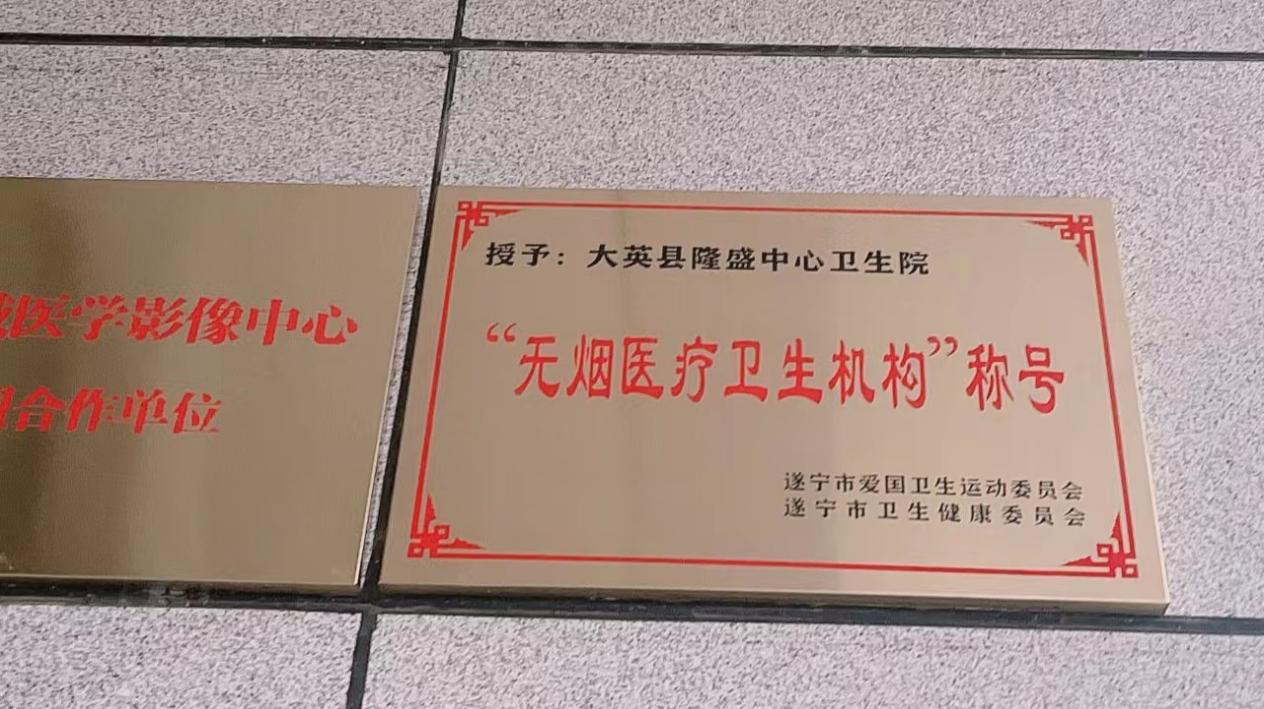 医学影像中心
合作单位
授予：大英县隆盛中心卫生院
“无烟医疗卫生机构”称号
遂宁市爱国卫生运动委员会
遂宁市卫生健康委员会